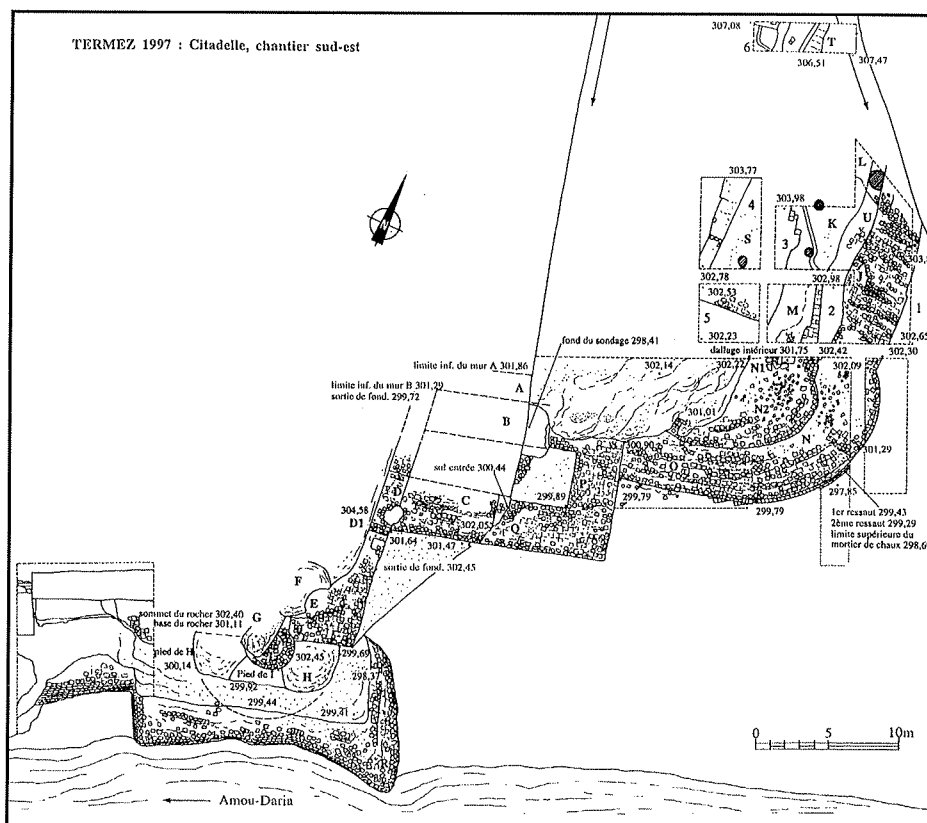 TERMEZ 1997 : Citadelle, chantier sud-est
307,08
6
T
306,51
307,47
L
303,77
4
S
302,78
303,98
3
K
U
302,98
J
1
302,53
5
302,23
M
2
302,65
302,42
302,30
fond du sondage 298,41
dallage intérieur 301,75
limite inf. du mur A 301,86
A
302,14
302,22
N1
302,09
limite inf. du mur B 301,29
sortie de fond. 299,72
B
301,01
N2
N
300,90
O
301,29
sol entrée 300,44
P
299,89
299,79
299,79
297,85
1er ressaut 299,43
2ème ressaut 299,29
limite supérieure du
mortier de chaux 298,69
D
C
304,58
D1
302,05
Q
301,64
301,47
sortie de fond. 302,45
F
E
G
sommet du rocher 302,40
base du rocher 301,11
pied de H
300,14
302,45
H
299,69
298,37
Pied de I
299,92
299,44
299,41
R
0
5
10m
Amou-Daria